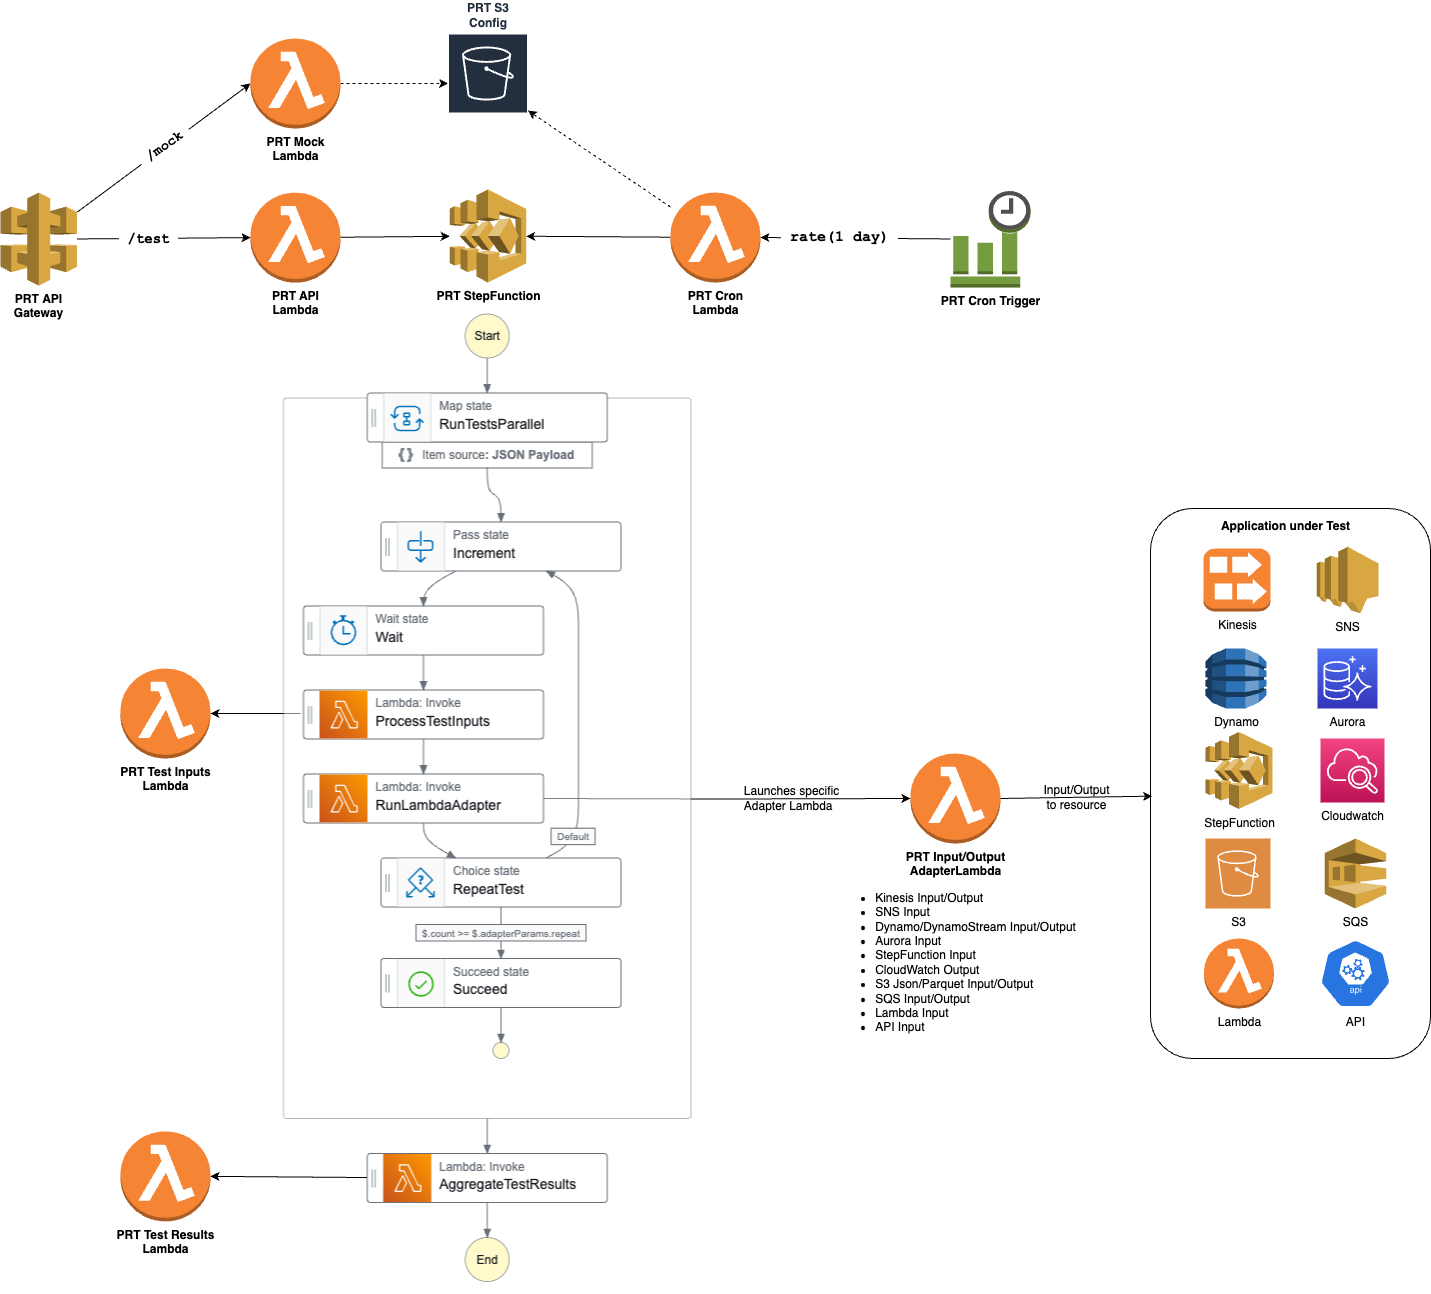 PRT S3
Config
PRT Mock
Lambda
/mock
/test
rate(1 day)
PRT API
Gateway
PRT API
Lambda
PRT StepFunction
PRT Cron
Lambda
PRT Cron Trigger
Start
Map state
RunTestsParallel
{} Item source: JSON Payload
Pass state
Increment
Wait state
Wait
Lambda: Invoke
ProcessTestInputs
PRT Test Inputs
Lambda
Lambda: Invoke
RunLambdaAdapter
Default
Choice state
?
RepeatTest
$.count >= $.adapterParams.repeat
Succeed state
Succeed
Launches specific
Adapter Lambda
Input/Output
to resource
PRT Input/Output
AdapterLambda
• Kinesis Input/Output
• SNS Input
• Dynamo/DynamoStream Input/Output
• Aurora Input
• StepFunction Input
• CloudWatch Output
• S3 Json/Parquet Input/Output
• SQS Input/Output
• Lambda Input
• API Input
Application under Test
Kinesis
SNS
Dynamo
Aurora
StepFunction
Cloudwatch
S3
SQS
api
Lambda
API
Lambda: Invoke
AggregateTestResults
PRT Test Results
Lambda
End